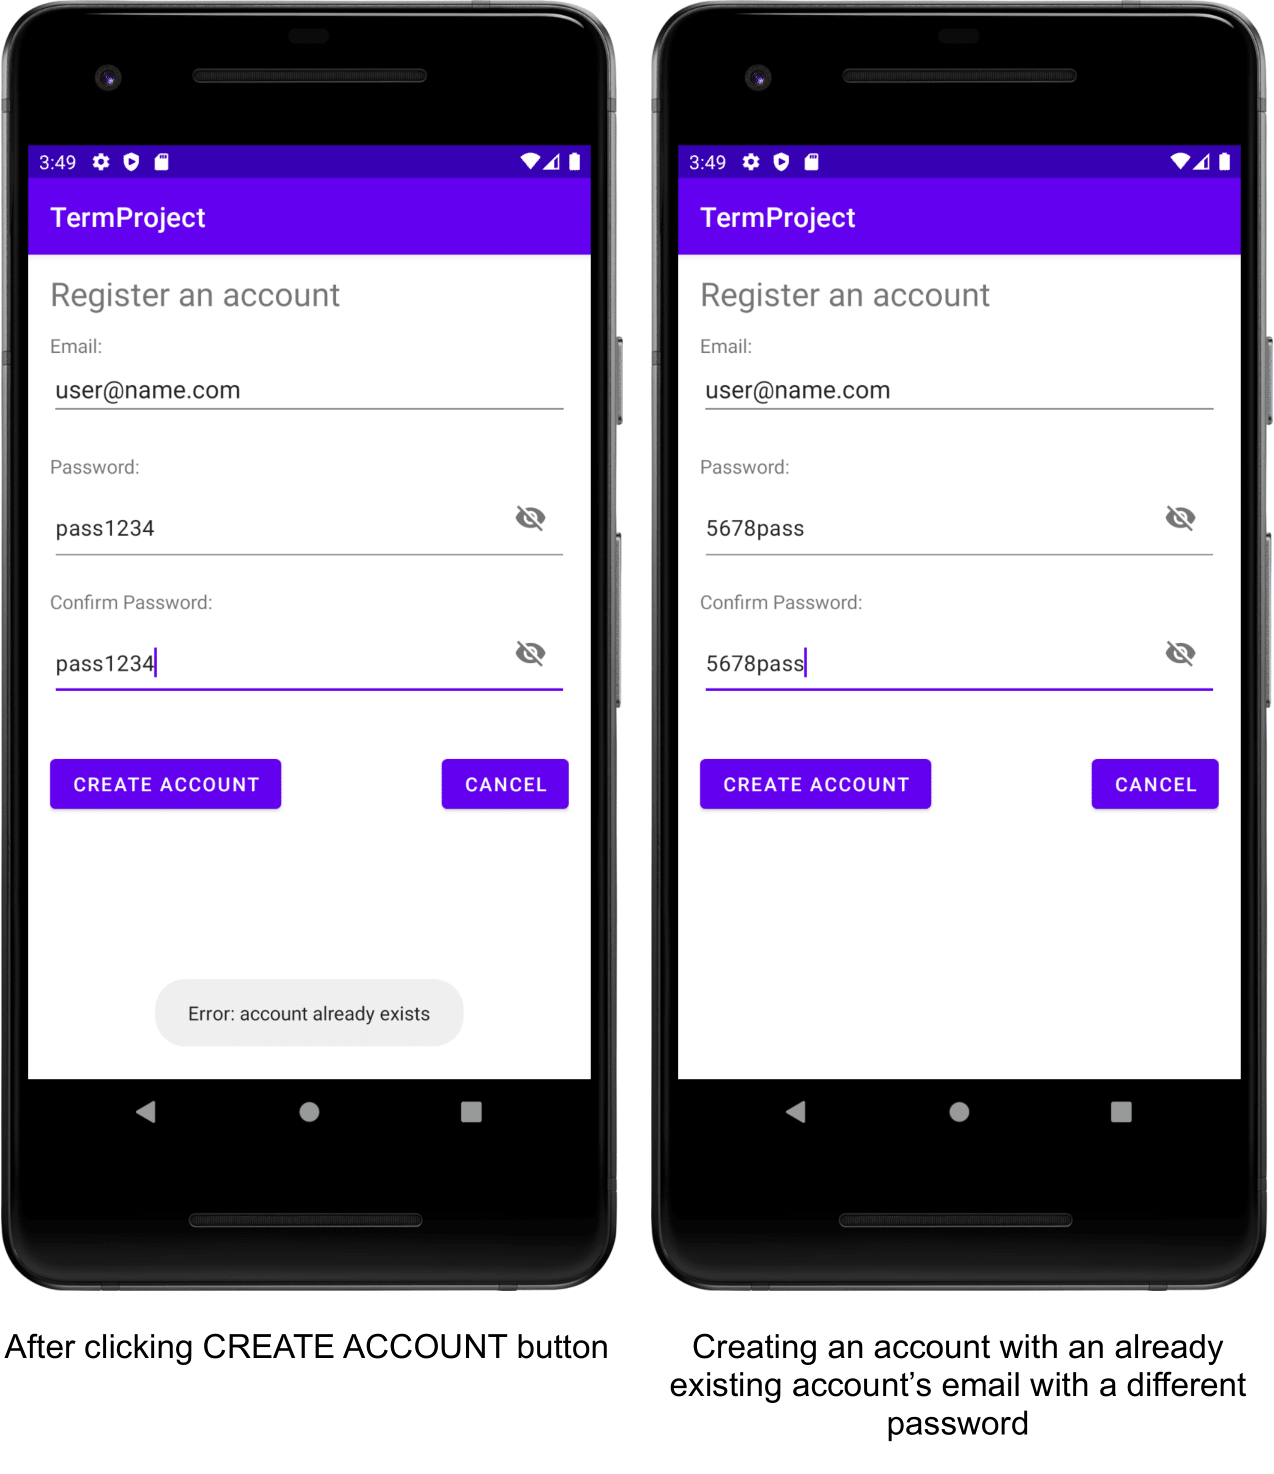 3:49
TermProject
Register an account
Email:
user@name.com
Password:
pass1234
Confirm Password:
pass1234
CREATE ACCOUNT
CANCEL
Error: account already exists
After clicking CREATE ACCOUNT button
3:49
TermProject
Register an account
Email:
user@name.com
Password:
5678pass
Confirm Password:
5678pass
CREATE ACCOUNT
CANCEL
Creating an account with an already
existing account’s email with a different
password